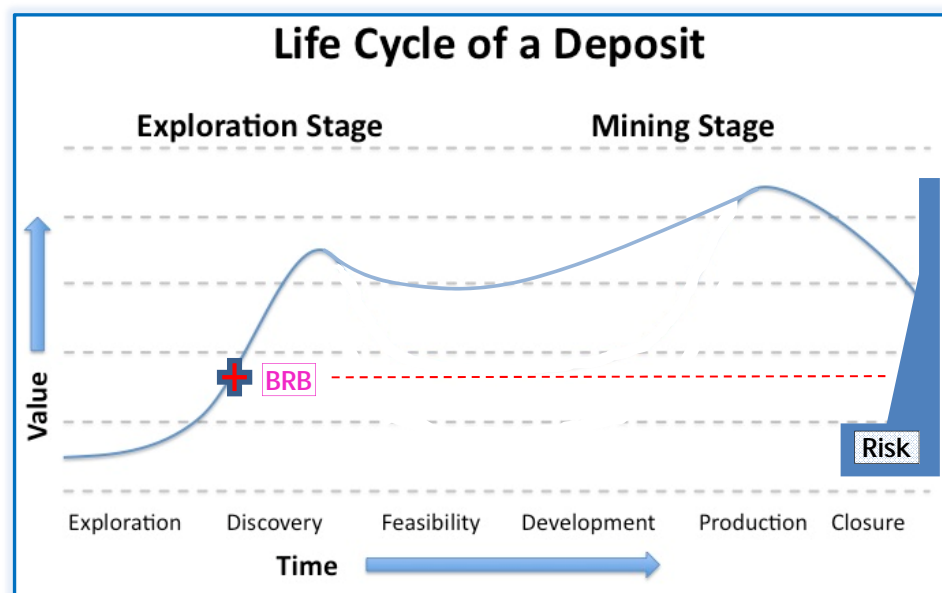 Life Cycle of a Deposit
Exploration Stage
Mining Stage
Value
BRB
Risk
Exploration
Discovery
Feasibility
Development
Production
Closure
Time